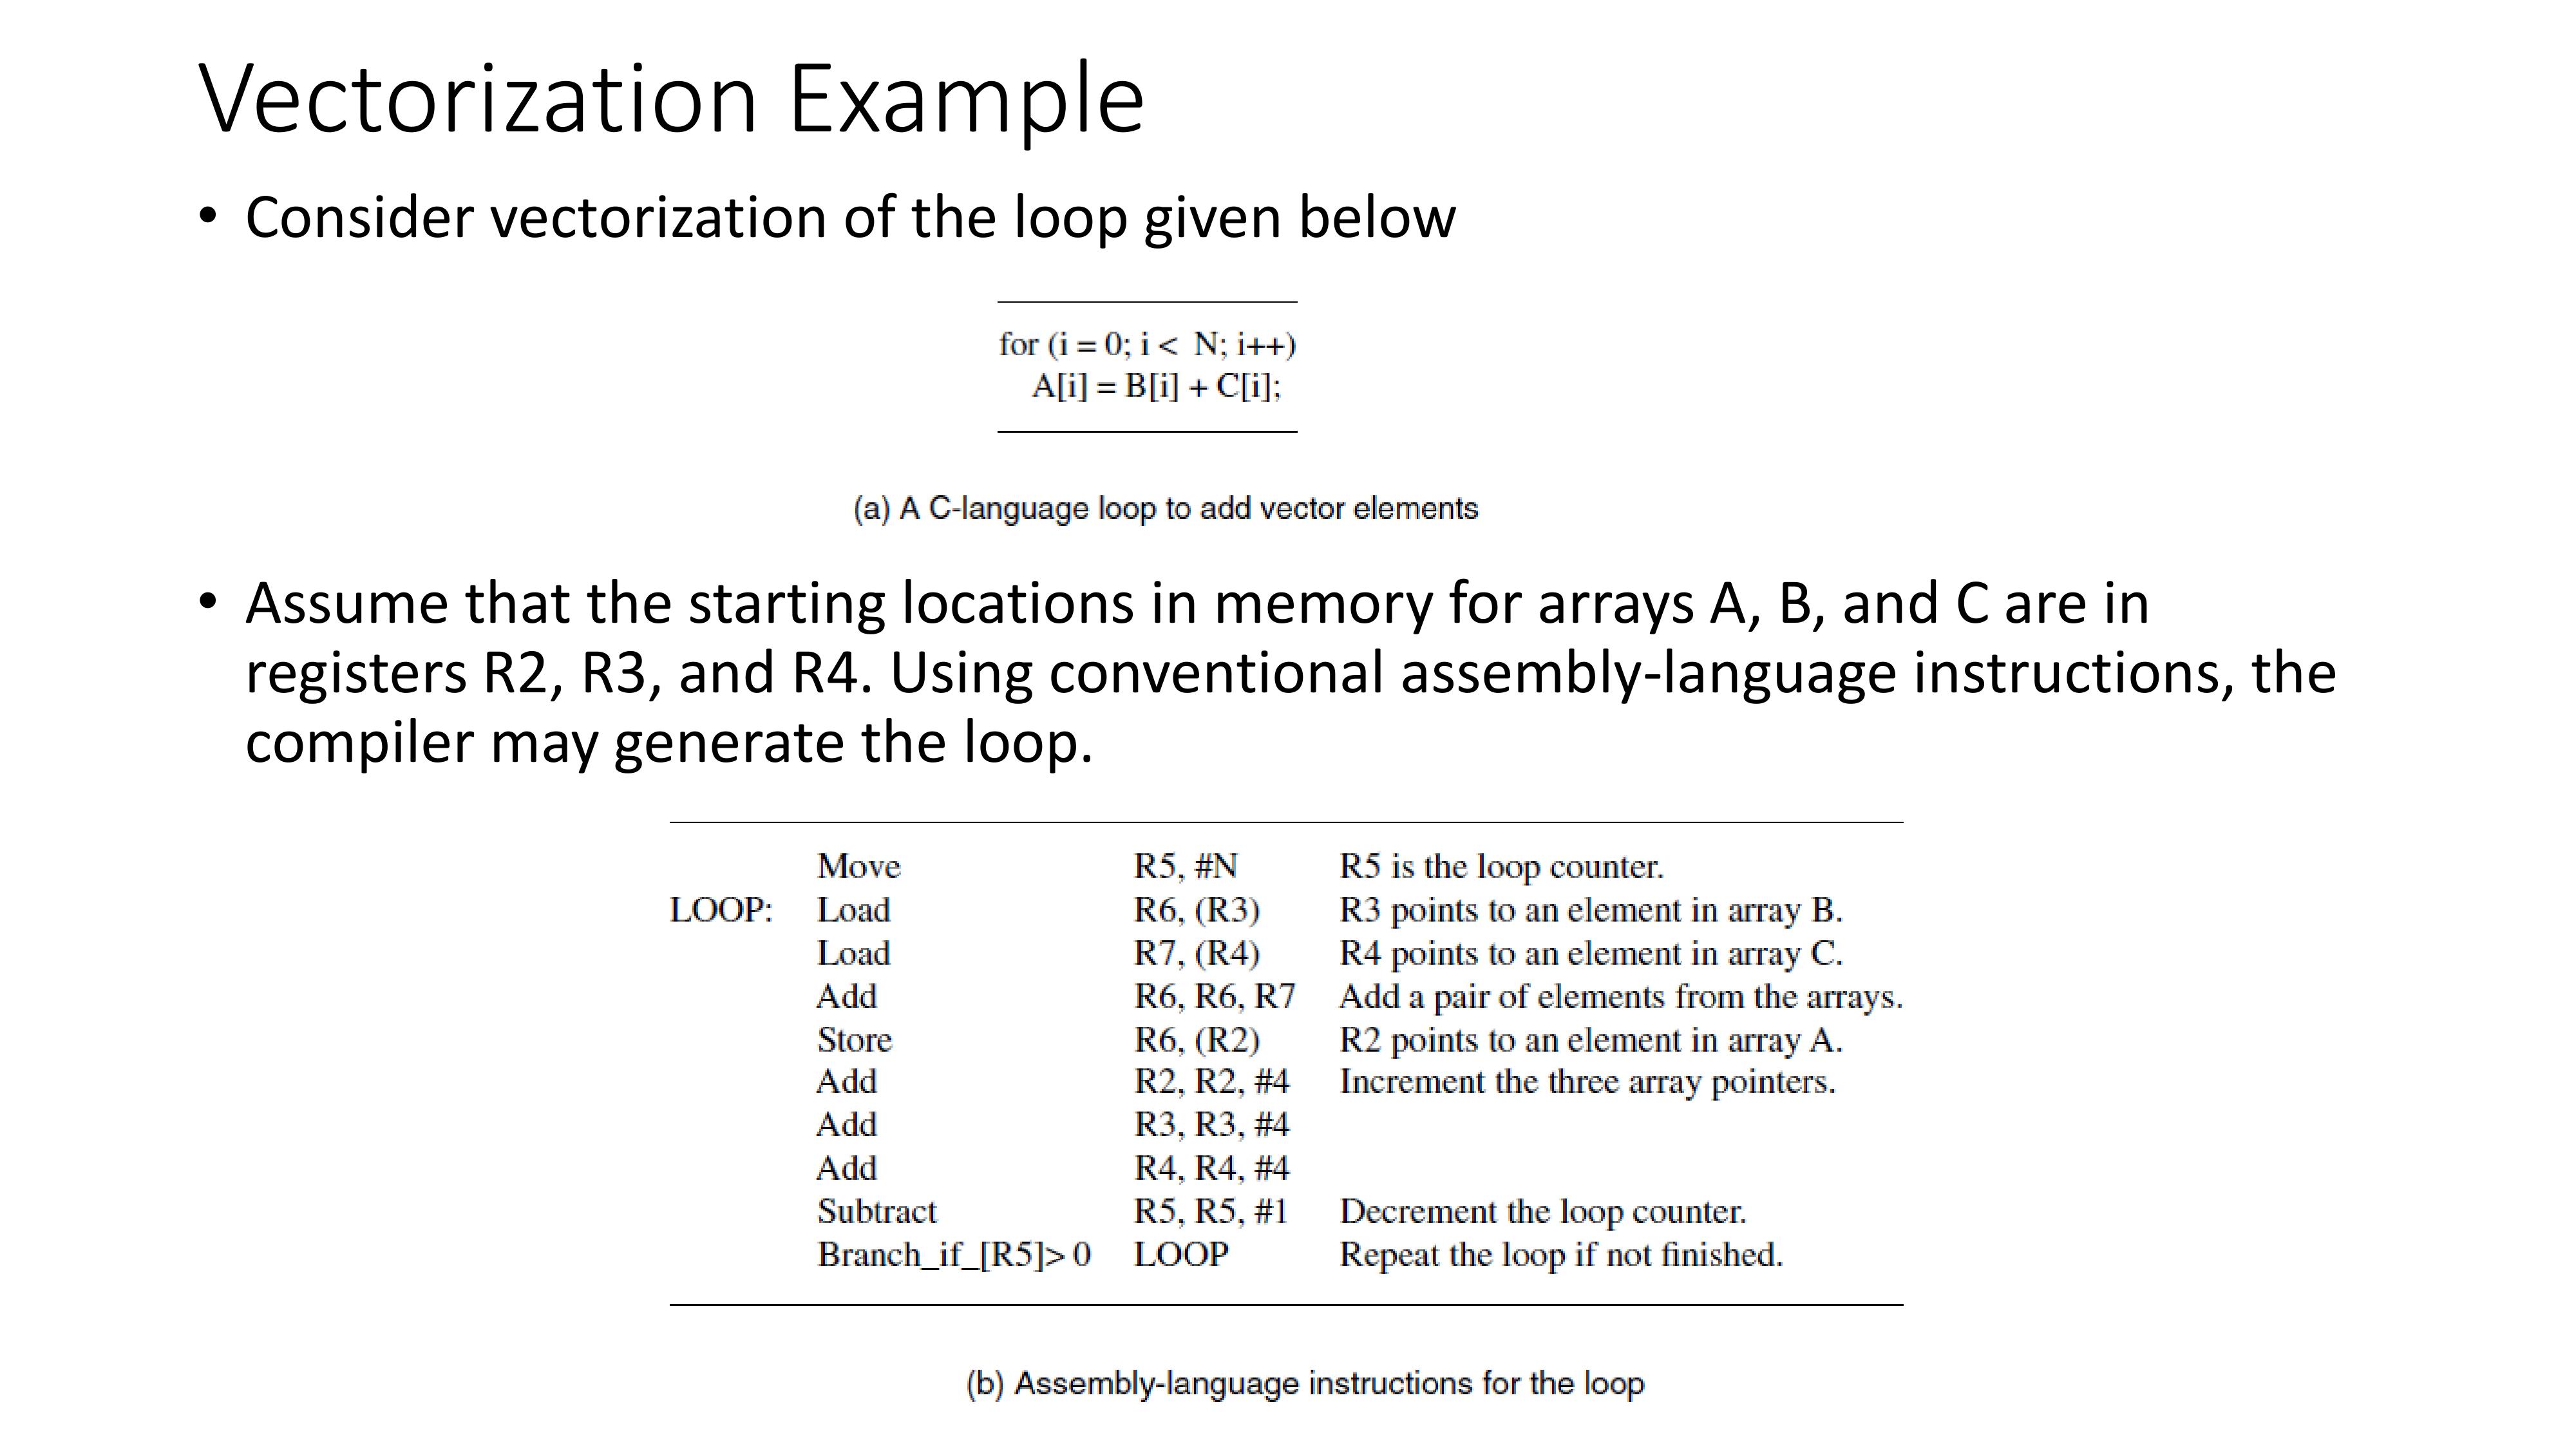 Vectorization Example
• Consider vectorization of the loop given below
for (i = 0; i < N; i++)
A[i] = B[i] + C[i];
(a) A C-language loop to add vector elements
• Assume that the starting locations in memory for arrays A, B, and C are in
registers R2, R3, and R4. Using conventional assembly-language instructions, the
compiler may generate the loop.
Move R5, #N R5 is the loop counter.
LOOP: Load R6, (R3) R3 points to an element in array B.
Load R7, (R4) R4 points to an element in array C.
Add R6, R6, R7 Add a pair of elements from the arrays.
Store R6, (R2) R2 points to an element in array A.
Add R2, R2, #4 Increment the three array pointers.
Add R3, R3, #4
Add R4, R4, #4
Subtract R5, R5, #1 Decrement the loop counter.
Branch_if_[R5]> 0 LOOP Repeat the loop if not finished.
(b) Assembly-language instructions for the loop